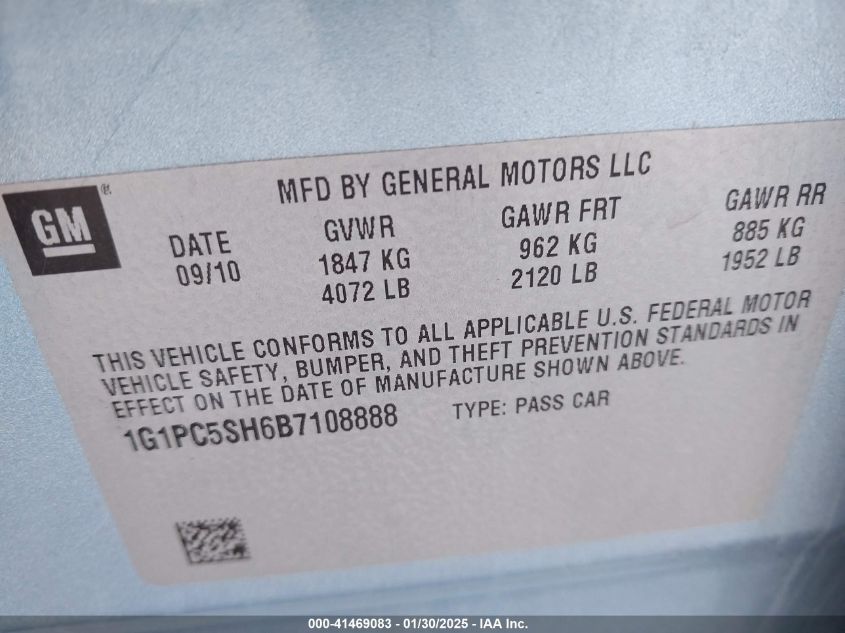 GM®
MFD BY GENERAL MOTORS LLC
DATE GVWR GAWR FRT GAWR RR
09/10 1847 KG 962 KG 885 KG
4072 LB 2120 LB 1952 LB
THIS VEHICLE CONFORMS TO ALL APPLICABLE U.S. FEDERAL MOTOR
VEHICLE SAFETY, BUMPER, AND THEFT PREVENTION STANDARDS IN
EFFECT ON THE DATE OF MANUFACTURE SHOWN ABOVE.
1G1PC5SH6B7108888 TYPE: PASS CAR
000-41469083 - 01/30/2025 - IAA Inc.